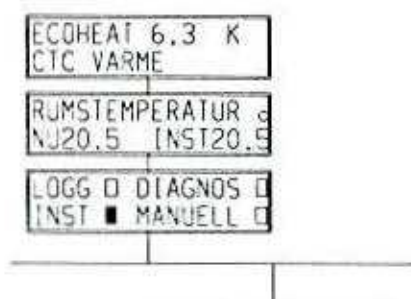 ECOHEAT 6.3 K
CTC VARME
RUMSTEMPERATUR
NU20.5 INST20.5
LOGG DIAGNOS
INST MANUELL